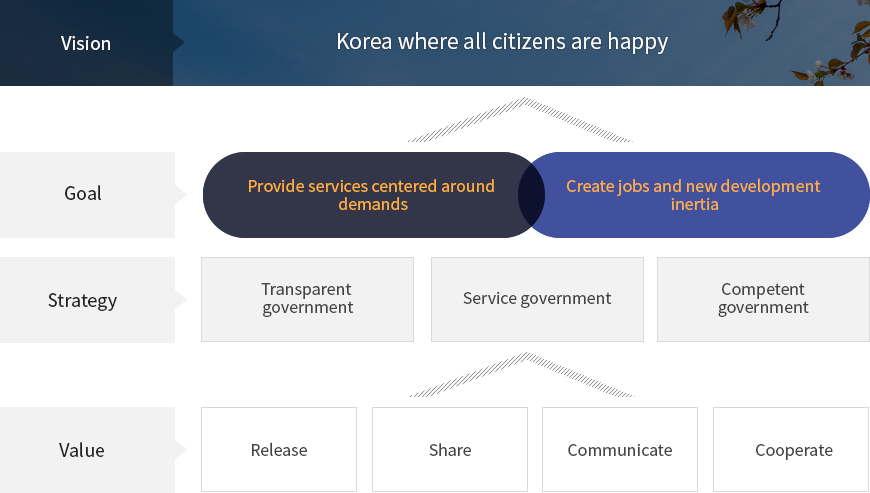 Vision
Korea where all citizens are happy
Goal
Provide services centered around
demands
Create jobs and new development
inertia
Strategy
Transparent
government
Service government
Competent
government
Value
Release
Share
Communicate
Cooperate